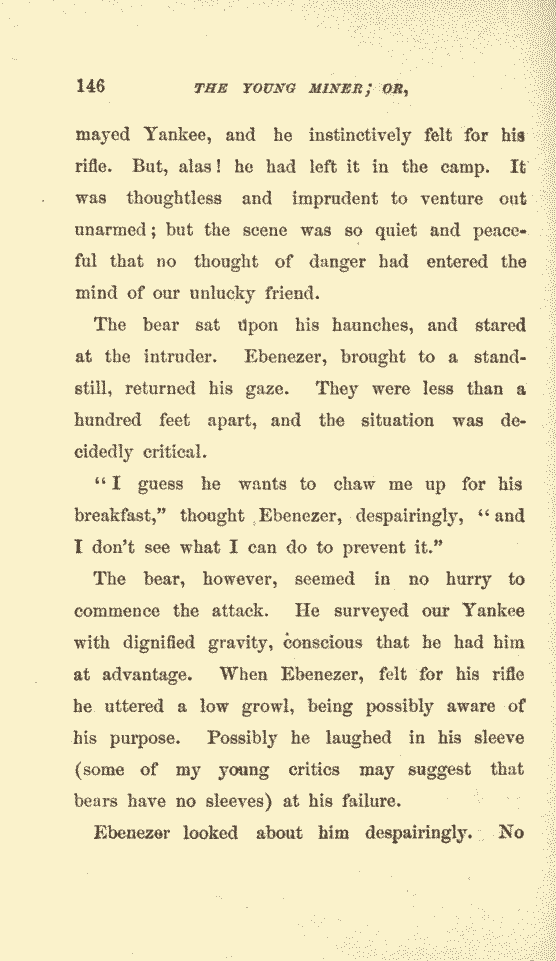 146 THE YOUNG MINER; OR,
mayed Yankee, and he instinctively felt for his
rifle. But, alas! he had left it in the camp. It
was thoughtless and imprudent to venture out
unarmed; but the scene was so quiet and peace-
ful that no thought of danger had entered the
mind of our unlucky friend.
The bear sat upon his haunches, and stared
at the intruder. Ebenezer, brought to a stand-
still, returned his gaze. They were less than a
hundred feet apart, and the situation was de-
cidedly critical.
"I guess he wants to chaw me up for his
breakfast," thought Ebenezer, despairingly, "and
I don't see what I can do to prevent it."
The bear, however, seemed in no hurry to
commence the attack. He surveyed our Yankee
with dignified gravity, conscious that he had him
at advantage. When Ebenezer, felt for his rifle
he uttered a low growl, being possibly aware of
his purpose. Possibly he laughed in his sleeve
(some of my young critics may suggest that
bears have no sleeves) at his failure.
Ebenezer looked about him despairingly. No